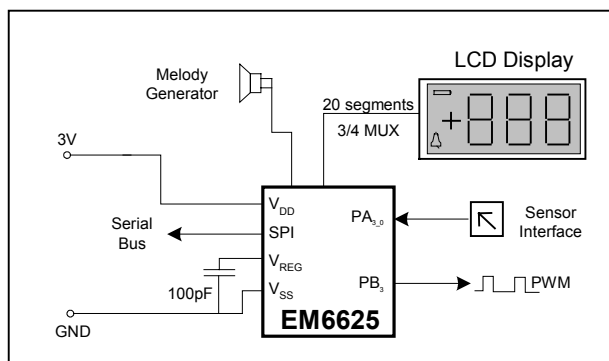 LCD Display
Melody
Generator
20 segments
3/4 MUX
+888
3V
VDD
PA3_0
Sensor
Interface
Serial
Bus
SPI
VREG
100pF
VSS
PB3
PWM
GND
EM6625